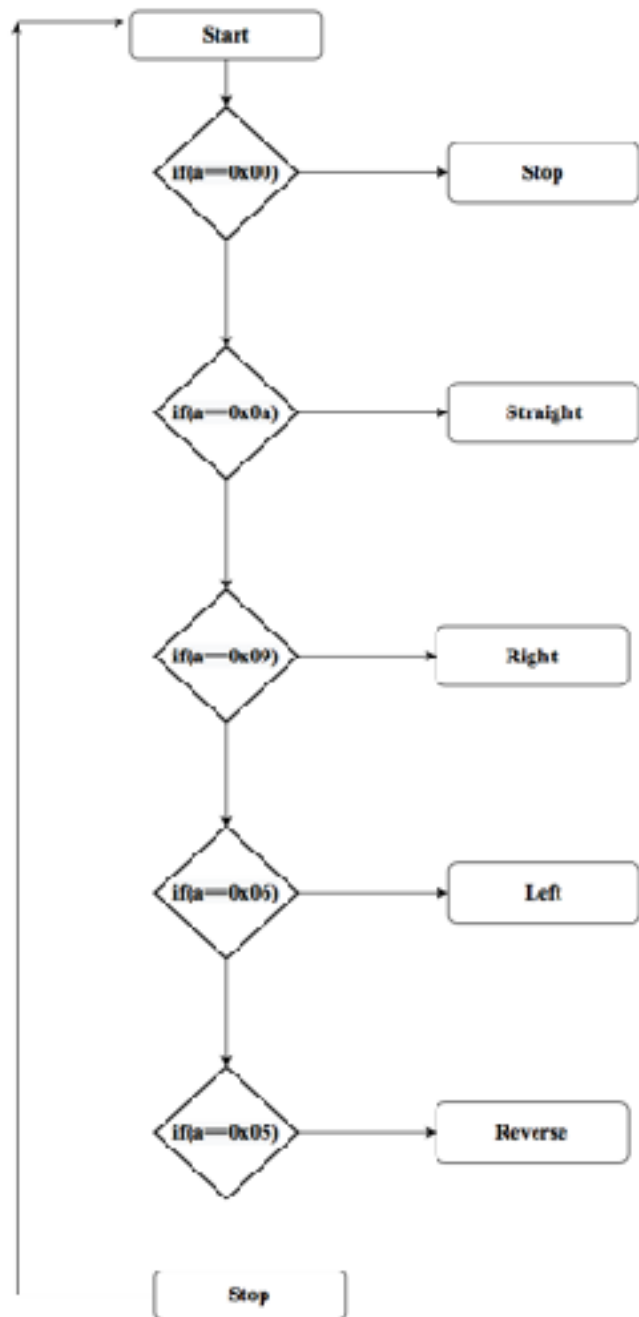 Start
if(a==0x00)
Stop
if(a==0x0a)
Straight
if(a==0x09)
Right
if(a==0x06)
Left
if(a==0x05)
Reverse
Stop